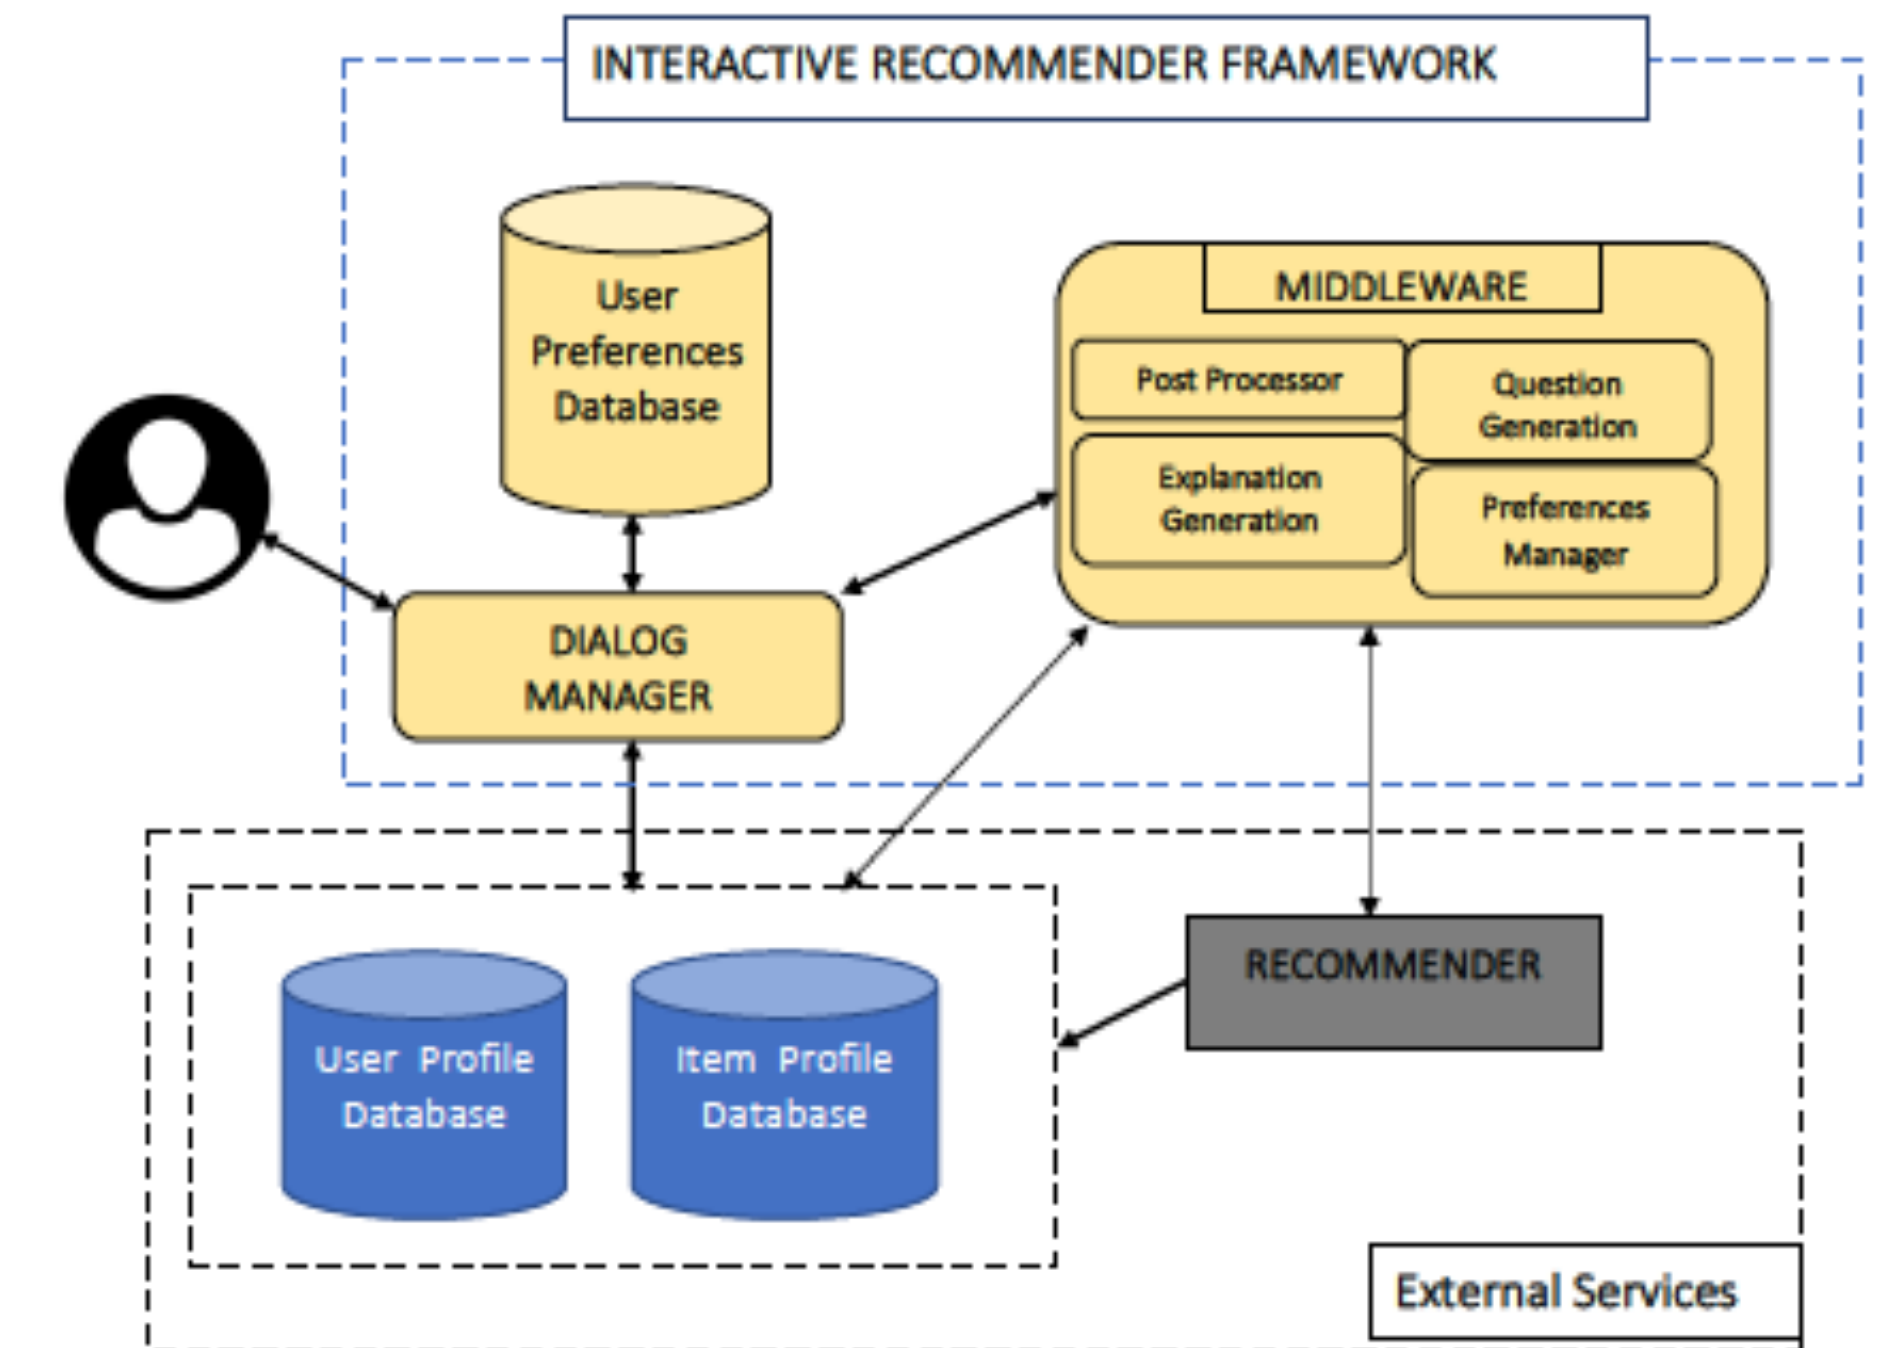 INTERACTIVE RECOMMENDER FRAMEWORK
User
Preferences
Database
MIDDLEWARE
Post Processor
Question
Generation
Explanation
Generation
Preferences
Manager
DIALOG
MANAGER
RECOMMENDER
User Profile
Database
Item Profile
Database
External Services